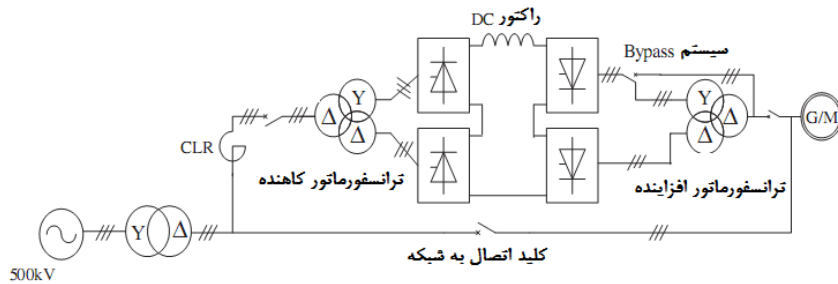 راکتور DC
سیستم Bypass
Y
Δ
Δ
Y
Δ
Δ
G/M
CLR
ترانسفورماتور کاهنده
ترانسفورماتور افزاینده
Y
Δ
کلید اتصال به شبکه
500kV